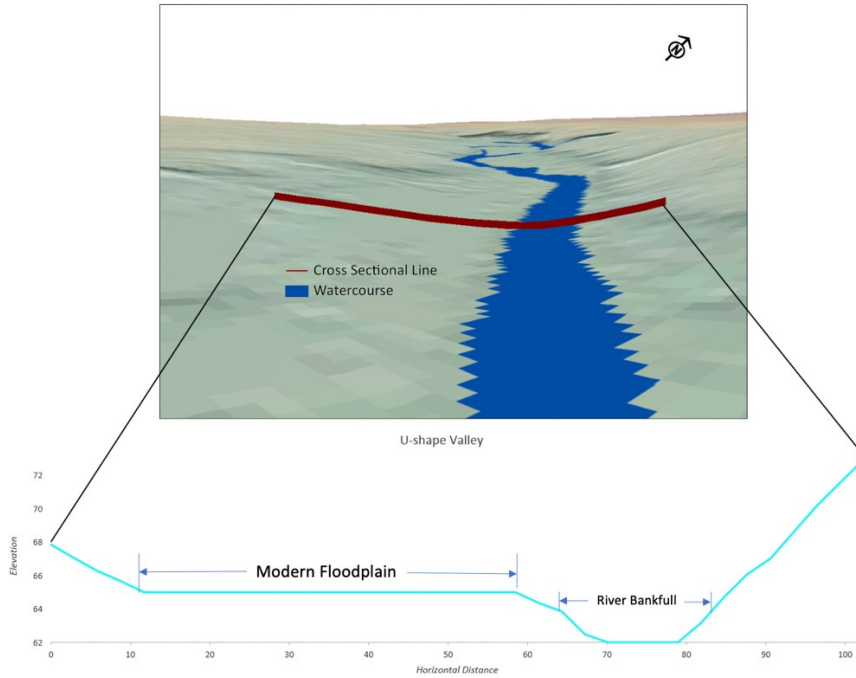 N
Cross Sectional Line
Watercourse
U-shape Valley
72
70
68
66
64
62
Elevation
Modern Floodplain
River Bankfull
0 10 20 30 40 50 60 70 80 90 100
Horizontal Distance